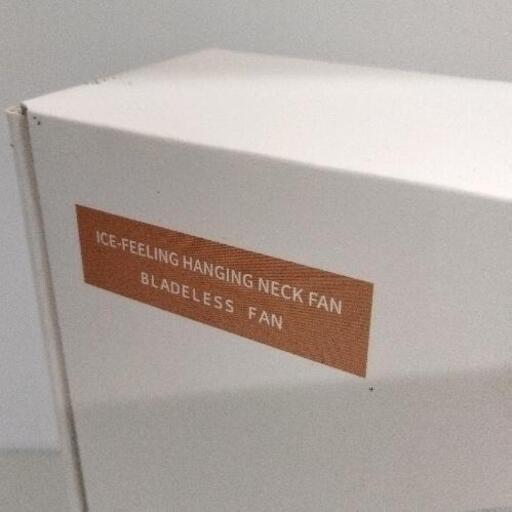 ICE-FEELING HANGING NECK FAN
BLADELESS FAN